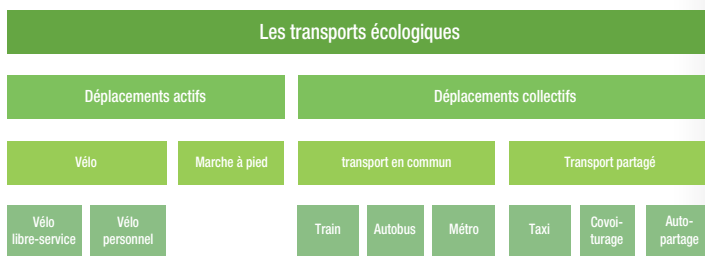 Les transports écologiques
Déplacements actifs
Déplacements collectifs
Vélo
Marche à pied
transport en commun
Transport partagé
Vélo
libre-service
Vélo
personnel
Train
Autobus
Métro
Taxi
Covoi-
turage
Auto-
partage